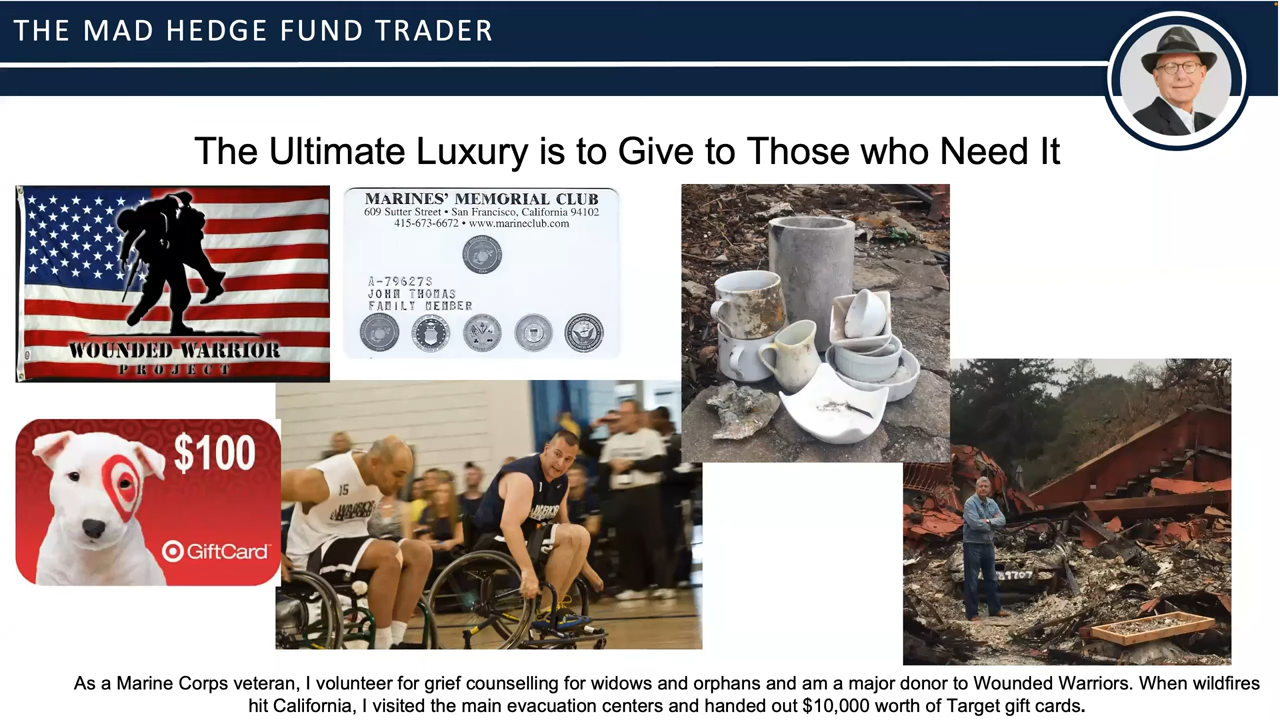 THE MAD HEDGE FUND TRADER
The Ultimate Luxury is to Give to Those who Need It
WOUNDED WARRIOR
PROJECT
MARINES' MEMORIAL CLUB
609 Sutter Street • San Francisco, California 94102
415-673-6672 • www.marineclub.com
A-79627S
JOHN THOMAS
FAMILY MEMBER
$100
GiftCard
15
As a Marine Corps veteran, I volunteer for grief counselling for widows and orphans and am a major donor to Wounded Warriors. When wildfires
hit California, I visited the main evacuation centers and handed out $10,000 worth of Target gift cards.